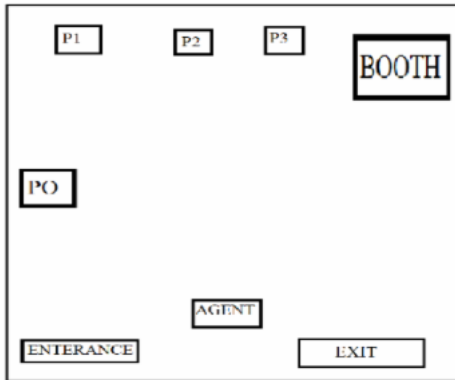 P1
P2
P3
BOOTH
PO
AGENT
ENTERANCE
EXIT